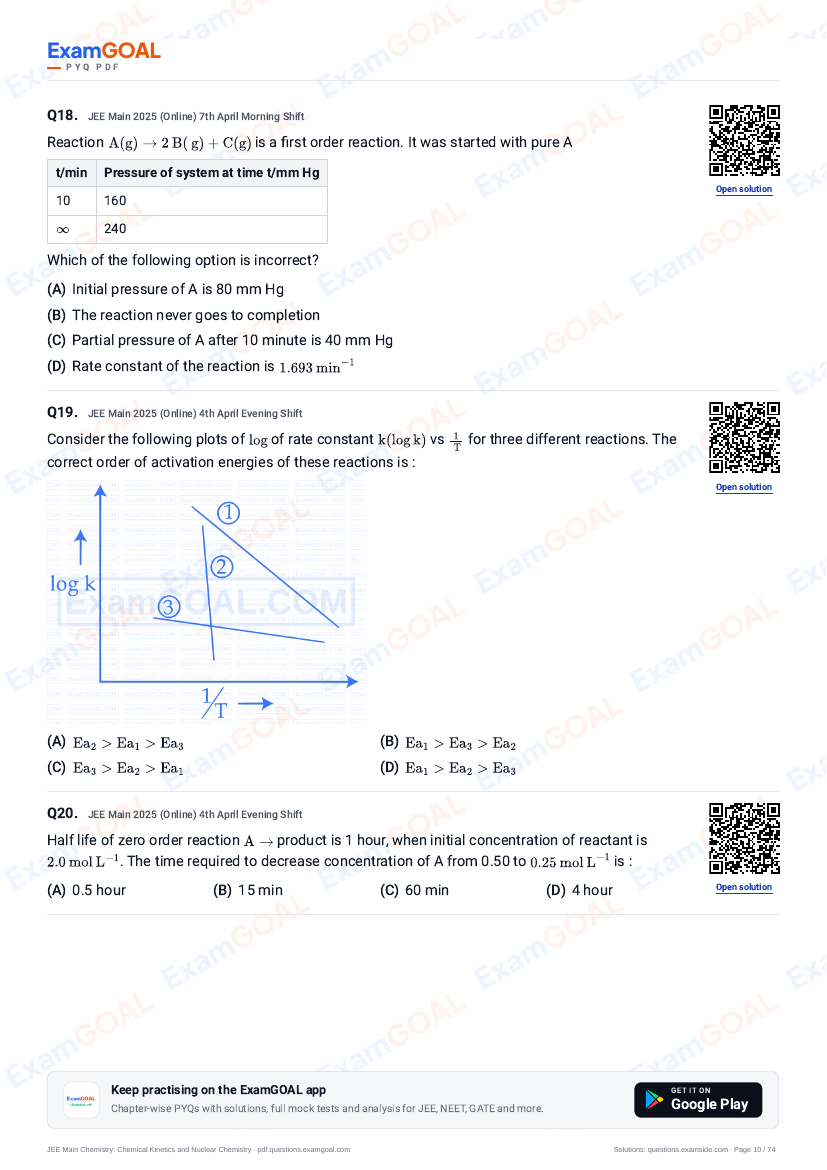 ExamGOAL
PYQ PDF
Q18. JEE Main 2025 (Online) 7th April Morning Shift
Reaction A(g) → 2 B( g) + C(g) is a first order reaction. It was started with pure A
t/min Pressure of system at time t/mm Hg
10 160
∞ 240
Which of the following option is incorrect?
(A) Initial pressure of A is 80 mm Hg
(B) The reaction never goes to completion
(C) Partial pressure of A after 10 minute is 40 mm Hg
(D) Rate constant of the reaction is 1.693 min⁻¹
Open solution
Q19. JEE Main 2025 (Online) 4th April Evening Shift
Consider the following plots of log of rate constant k(log k) vs 1/T for three different reactions. The
correct order of activation energies of these reactions is :
Open solution
①
②
log k
③
ExamGOAL.COM
1/T
(A) Ea₂ > Ea₁ > Ea₃
(B) Ea₁ > Ea₃ > Ea₂
(C) Ea₃ > Ea₂ > Ea₁
(D) Ea₁ > Ea₂ > Ea₃
Q20. JEE Main 2025 (Online) 4th April Evening Shift
Half life of zero order reaction A → product is 1 hour, when initial concentration of reactant is
2.0 mol L⁻¹. The time required to decrease concentration of A from 0.50 to 0.25 mol L⁻¹ is :
(A) 0.5 hour (B) 15 min (C) 60 min (D) 4 hour
Open solution
ExamGOAL
Keep practising on the ExamGOAL app
Chapter-wise PYQs with solutions, full mock tests and analysis for JEE, NEET, GATE and more.
GET IT ON
Google Play
JEE Main Chemistry: Chemical Kinetics and Nuclear Chemistry · pdf.questions.examgoal.com
Solutions: questions.examside.com · Page 10 / 74